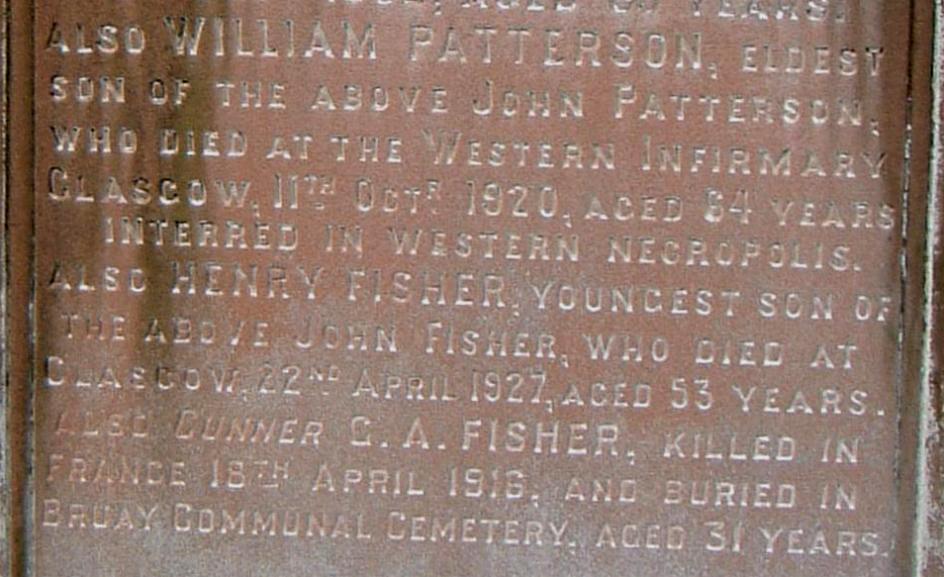 AGED YEARS.
ALSO WILLIAM PATTERSON, ELDEST
SON OF THE ABOVE JOHN PATTERSON,
WHO DIED AT THE WESTERN INFIRMARY
GLASGOW, 11TH OCTR 1920, AGED 64 YEARS
INTERRED IN WESTERN NECROPOLIS.
ALSO HENRY FISHER, YOUNGEST SON OF
THE ABOVE JOHN FISHER, WHO DIED AT
GLASGOW, 22ND APRIL 1927, AGED 53 YEARS.
ALSO GUNNER G. A. FISHER, KILLED IN
FRANCE 18TH APRIL 1916, AND BURIED IN
BRUAY COMMUNAL CEMETERY, AGED 31 YEARS.